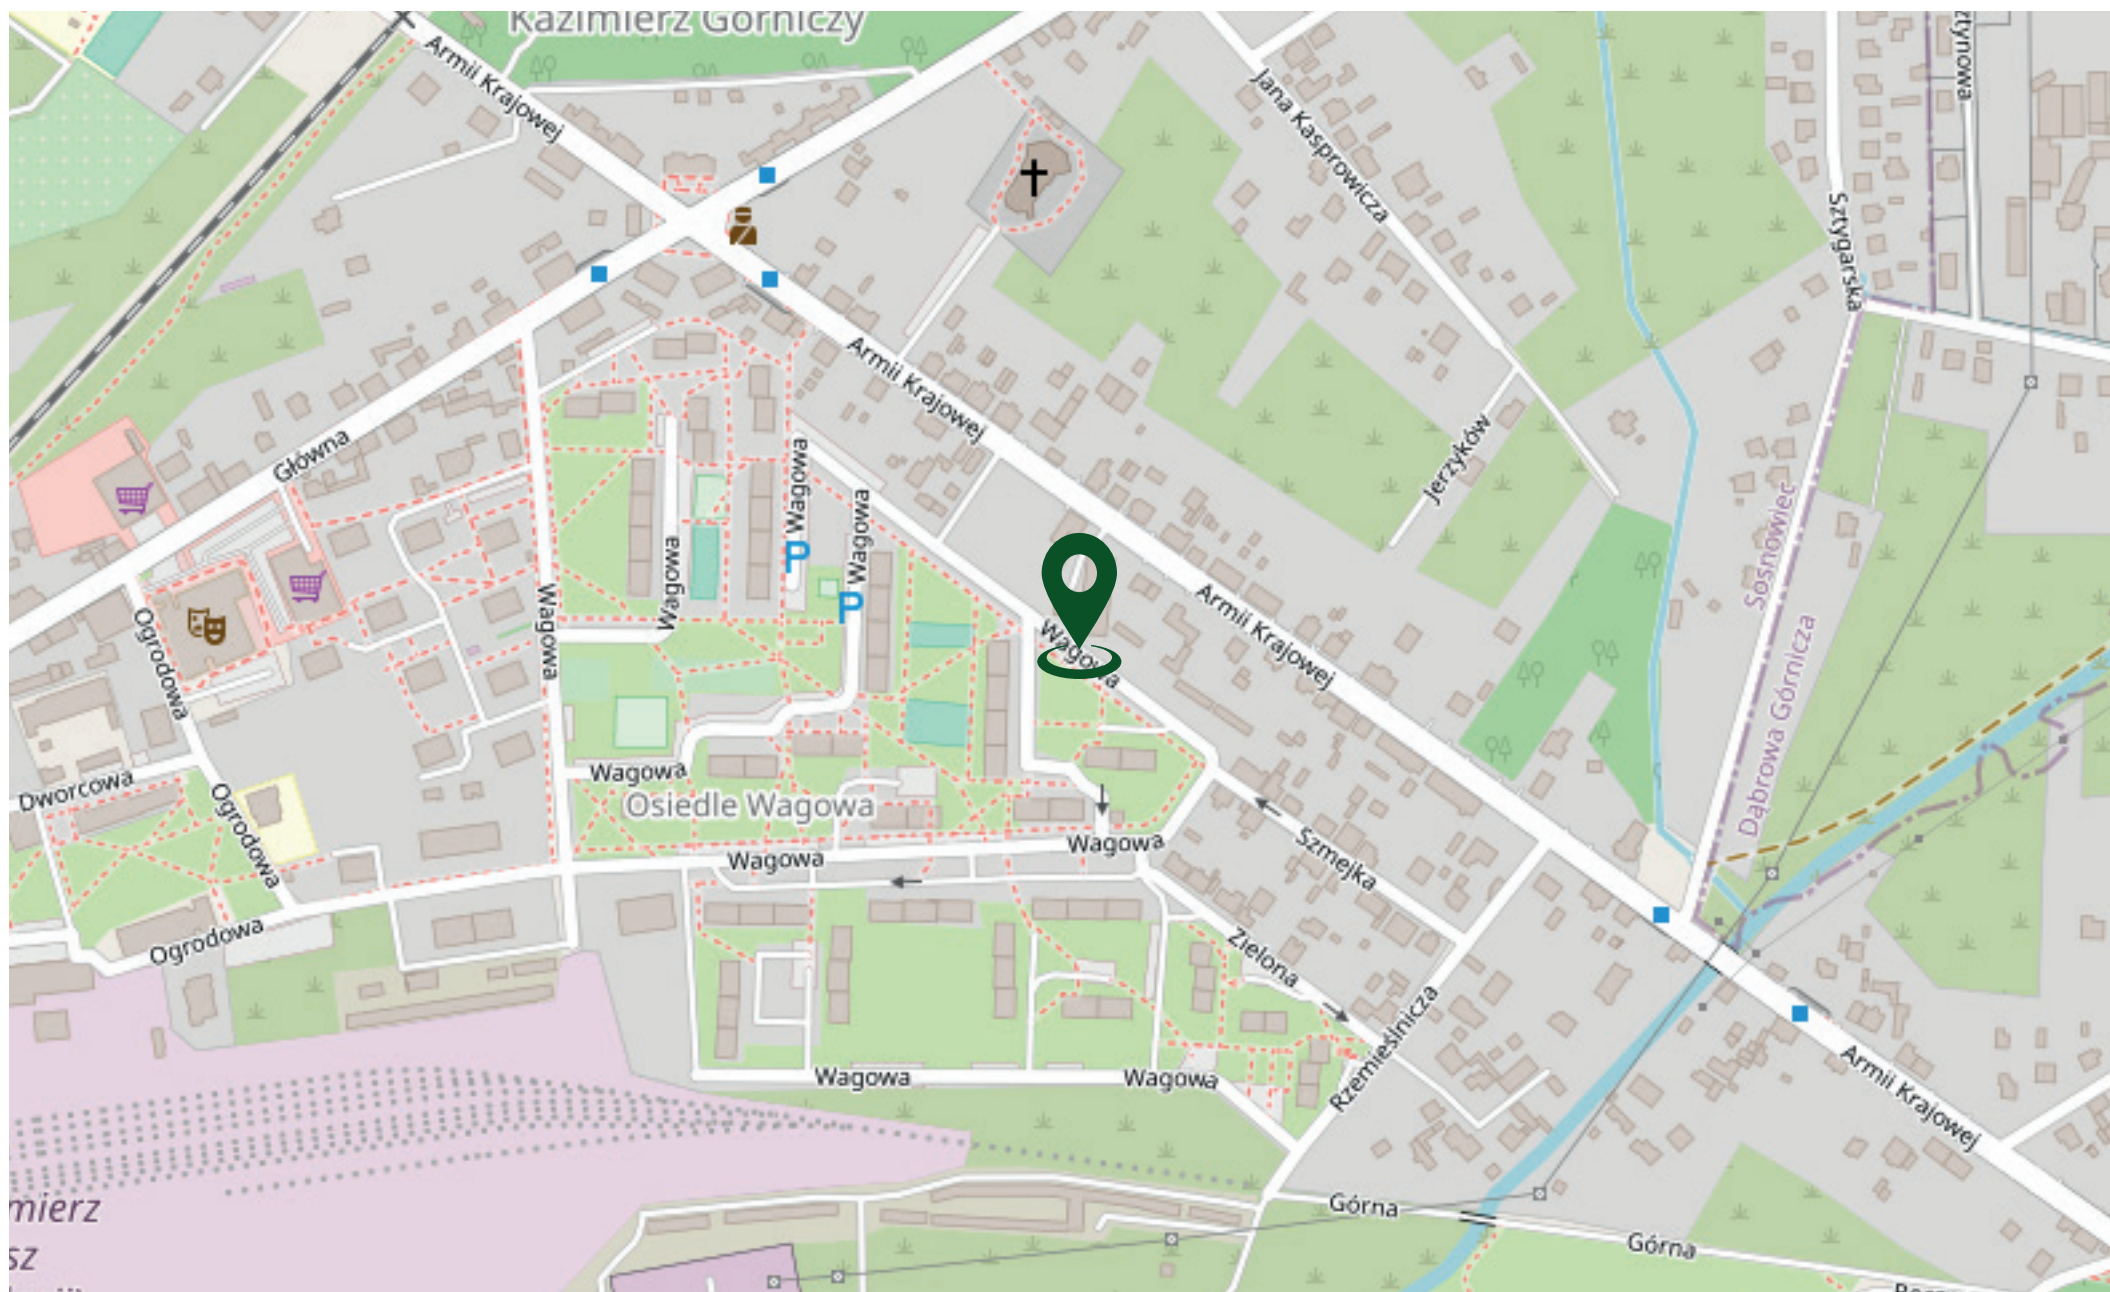 Kazimierz Górniczy
Armii Krajowej
Jana Kasprowicza
Sztygarska
Armii Krajowej
Główna
Jerzyków
Wagowa
Wagowa
Wagowa
Wagowa
Sosnowiec
Dąbrowa Górnicza
Ogrodowa
Wagowa
Armii Krajowej
Wagowa
Dworcowa
Osiedle Wagowa
Ogrodowa
Wagowa
Wagowa
Szmejka
Ogrodowa
Zielona
Rzemieślnicza
Armii Krajowej
Wagowa
Wagowa
mierz
Górna
sz
Górna
P
P